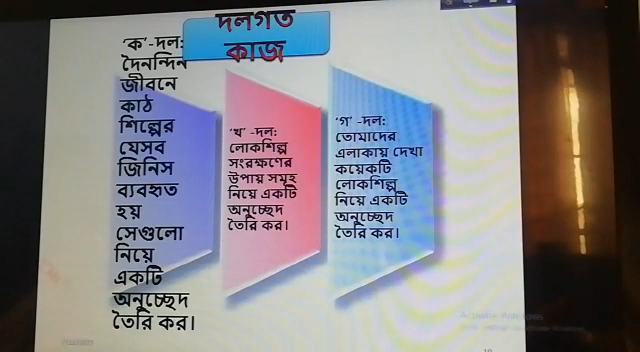 দলগত
কাজ
'ক'-দল:
দৈনন্দিন
জীবনে
কাঠ
শিল্পের
যেসব
জিনিস
ব্যবহৃত
হয়
সেগুলো
নিয়ে
একটি
অনুচ্ছেদ
তৈরি কর।
'খ' -দল:
লোকশিল্প
সংরক্ষণের
উপায় সমূহ
নিয়ে একটি
অনুচ্ছেদ
তৈরি কর।
'গ' -দল:
তোমাদের
এলাকায় দেখা
কয়েকটি
লোকশিল্প
নিয়ে একটি
অনুচ্ছেদ
তৈরি কর।
10